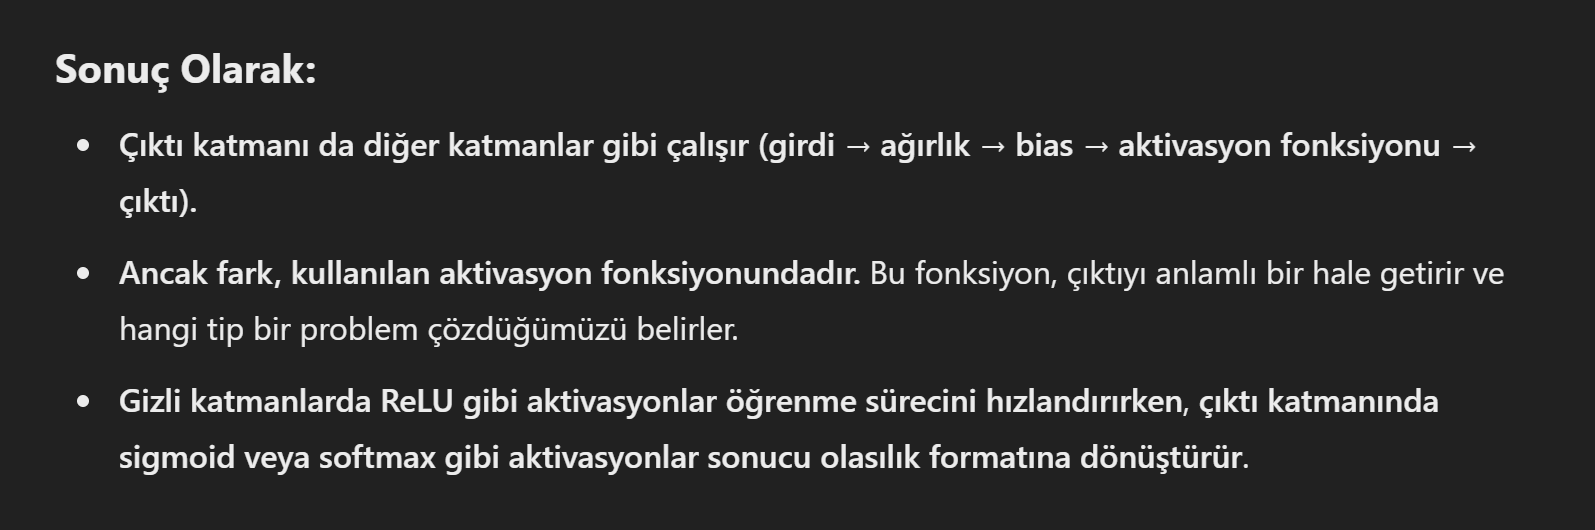 Sonuç Olarak:
• Çıktı katmanı da diğer katmanlar gibi çalışır (girdi → ağırlık → bias → aktivasyon fonksiyonu →
çıktı).
• Ancak fark, kullanılan aktivasyon fonksiyonundadır. Bu fonksiyon, çıktıyı anlamlı bir hale getirir ve
hangi tip bir problem çözdüğümüzü belirler.
• Gizli katmanlarda ReLU gibi aktivasyonlar öğrenme sürecini hızlandırırken, çıktı katmanında
sigmoid veya softmax gibi aktivasyonlar sonucu olasılık formatına dönüştürür.